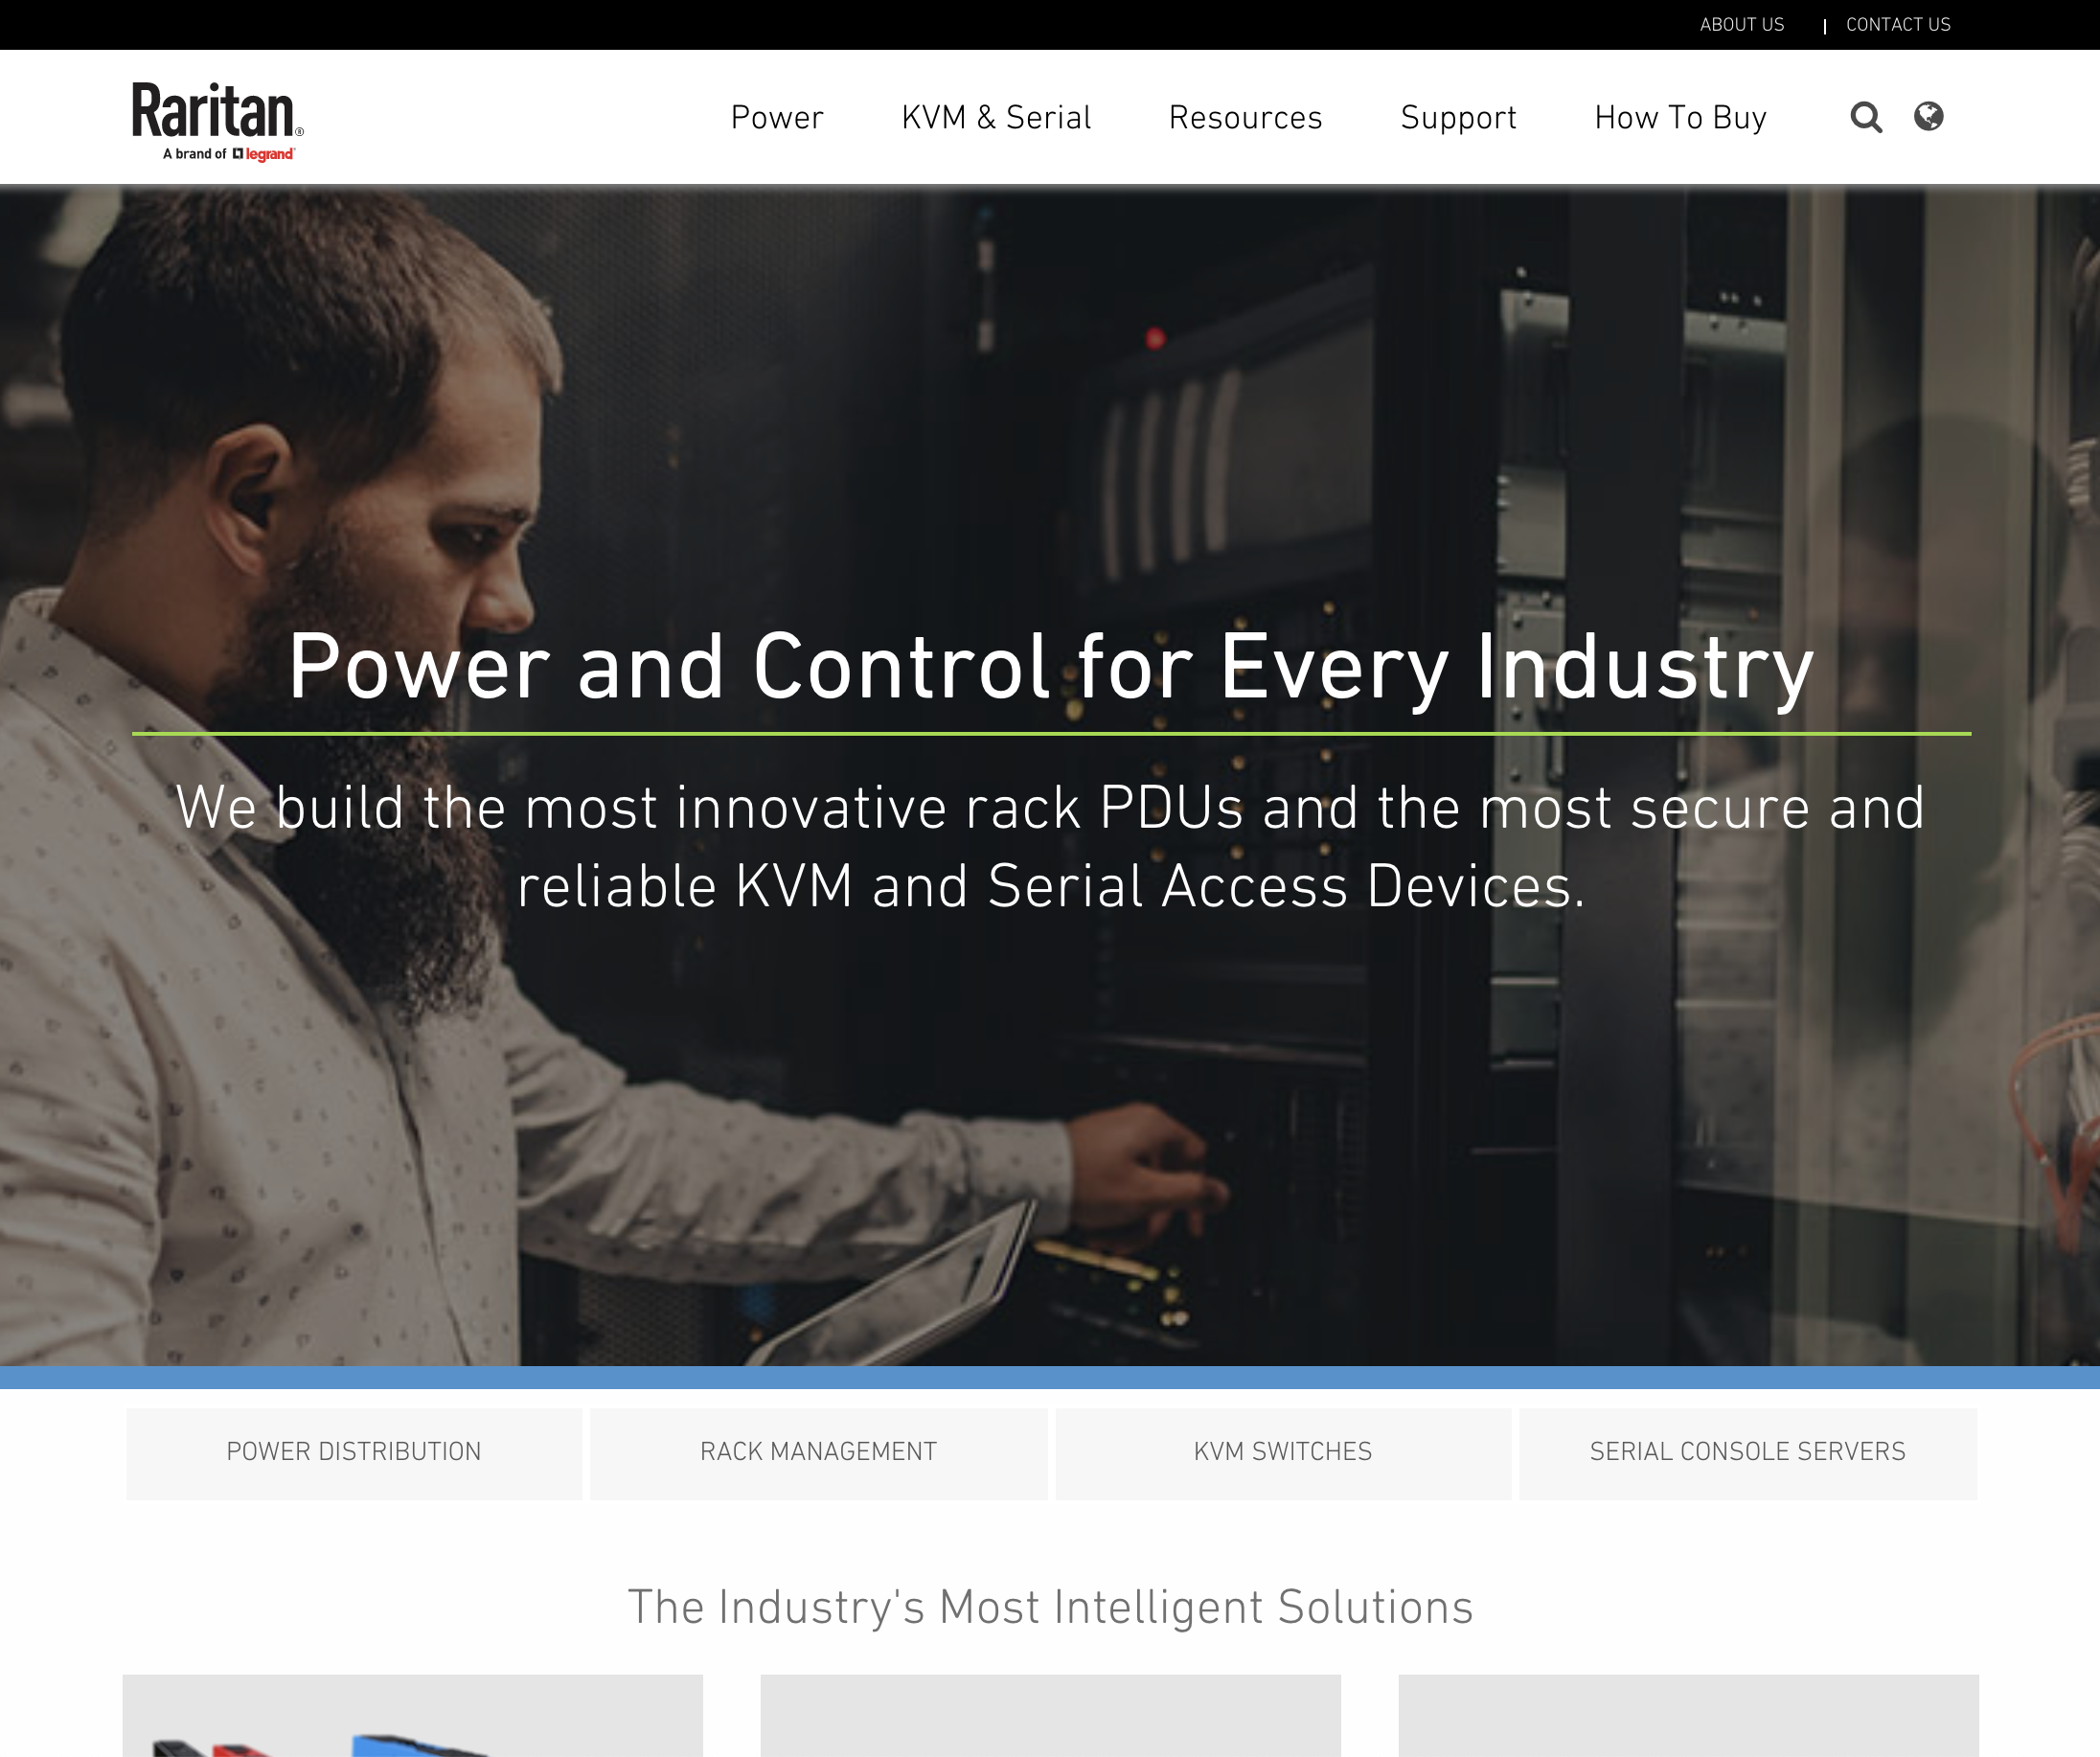 ABOUT US | CONTACT US
Raritan®
A brand of legrand®
Power KVM & Serial Resources Support How To Buy
Power and Control for Every Industry
We build the most innovative rack PDUs and the most secure and
reliable KVM and Serial Access Devices.
POWER DISTRIBUTION RACK MANAGEMENT KVM SWITCHES SERIAL CONSOLE SERVERS
The Industry's Most Intelligent Solutions